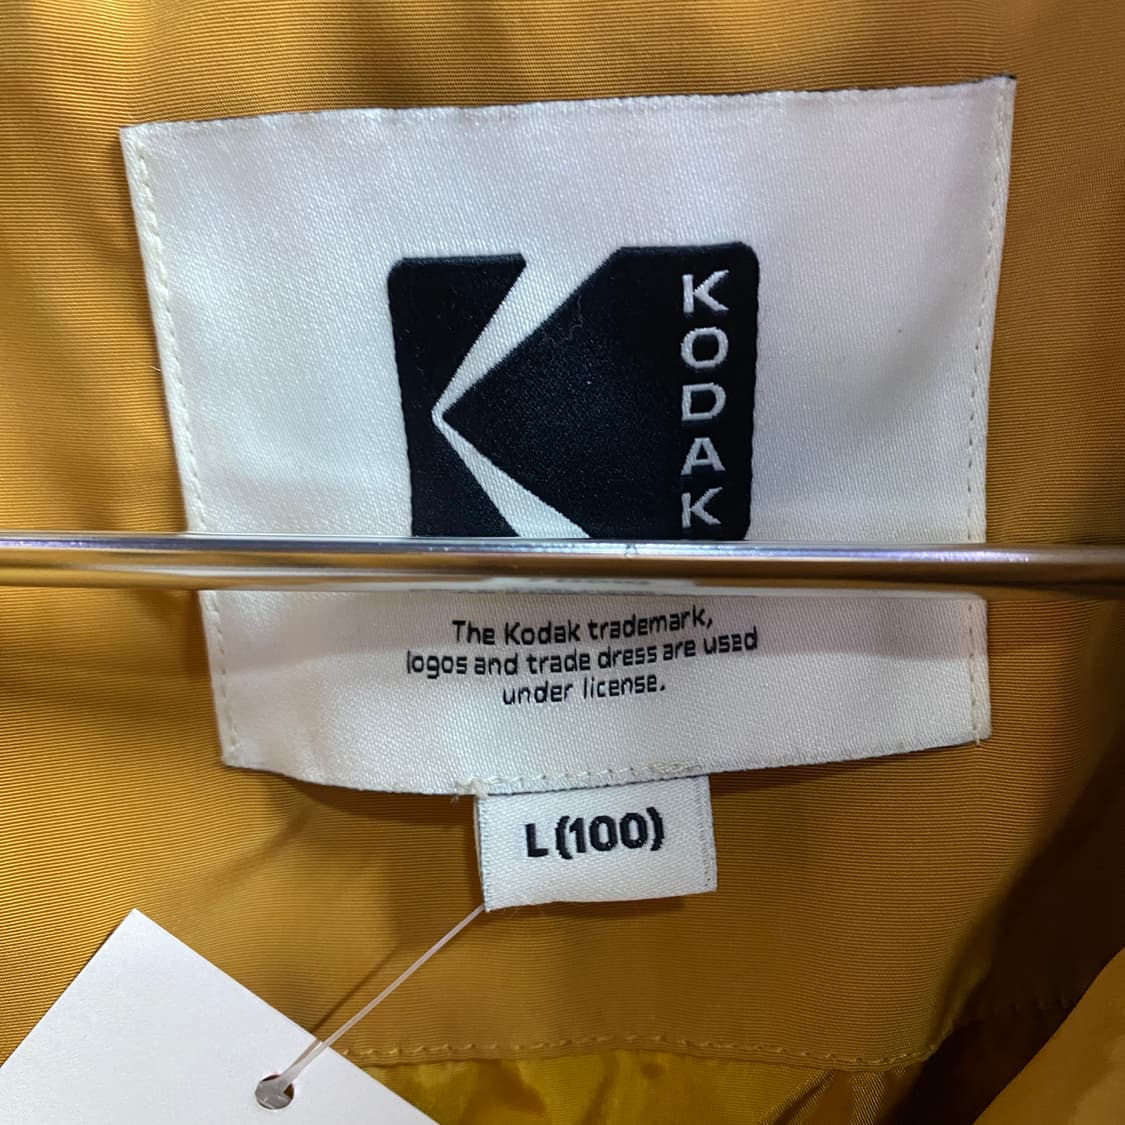 KODAK
The Kodak trademark,
logos and trade dress are used
under license.
L(100)